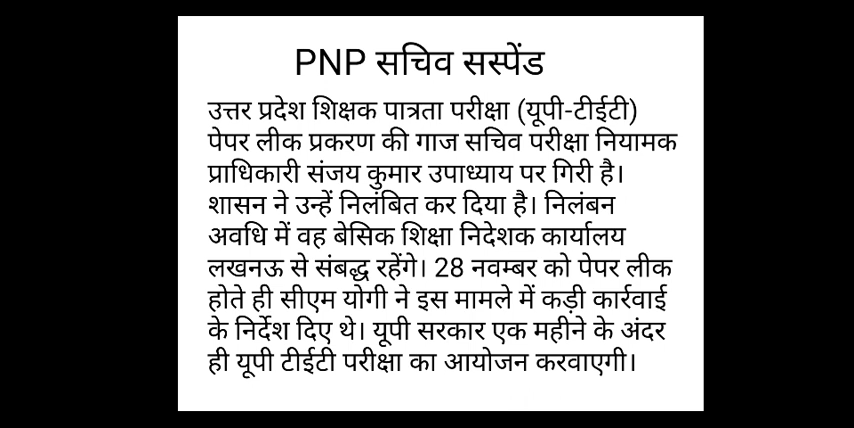 PNP सचिव सस्पेंड
उत्तर प्रदेश शिक्षक पात्रता परीक्षा (यूपी-टीईटी)
पेपर लीक प्रकरण की गाज सचिव परीक्षा नियामक
प्राधिकारी संजय कुमार उपाध्याय पर गिरी है।
शासन ने उन्हें निलंबित कर दिया है। निलंबन
अवधि में वह बेसिक शिक्षा निदेशक कार्यालय
लखनऊ से संबद्ध रहेंगे। 28 नवम्बर को पेपर लीक
होते ही सीएम योगी ने इस मामले में कड़ी कार्रवाई
के निर्देश दिए थे। यूपी सरकार एक महीने के अंदर
ही यूपी टीईटी परीक्षा का आयोजन करवाएगी।